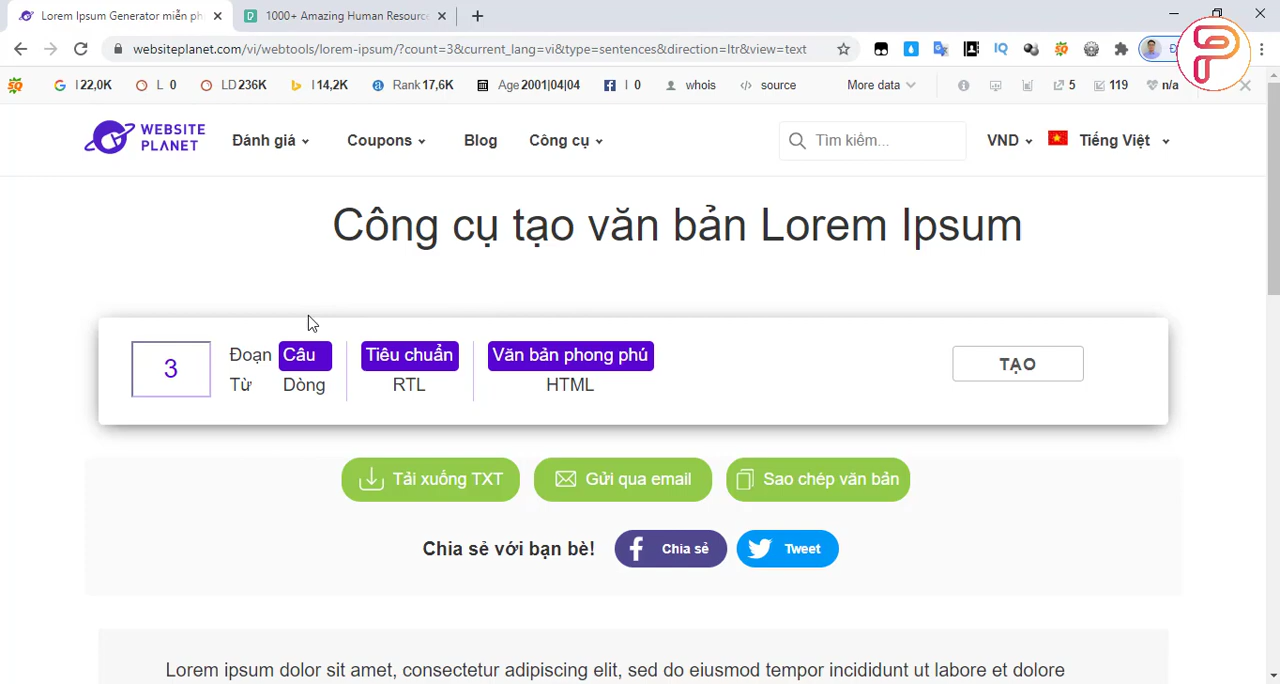 Lorem Ipsum Generator miễn ph
1000+ Amazing Human Resource
websiteplanet.com/vi/webtools/lorem-ipsum/?count=3&current_lang=vi&type=sentences&direction=ltr&view=text
IQ
I 22,0K L 0 LD 236K I 14,2K Rank 17,6K Age 2001|04|04 I 0 whois source More data 5 119 n/a
WEBSITE PLANET
Đánh giá Coupons Blog Công cụ Tìm kiếm... VND Tiếng Việt
Công cụ tạo văn bản Lorem Ipsum
3
Đoạn Câu Tiêu chuẩn Văn bản phong phú
Từ Dòng RTL HTML
TẠO
Tải xuống TXT Gửi qua email Sao chép văn bản
Chia sẻ với bạn bè! Chia sẻ Tweet
Lorem ipsum dolor sit amet, consectetur adipiscing elit, sed do eiusmod tempor incididunt ut labore et dolore